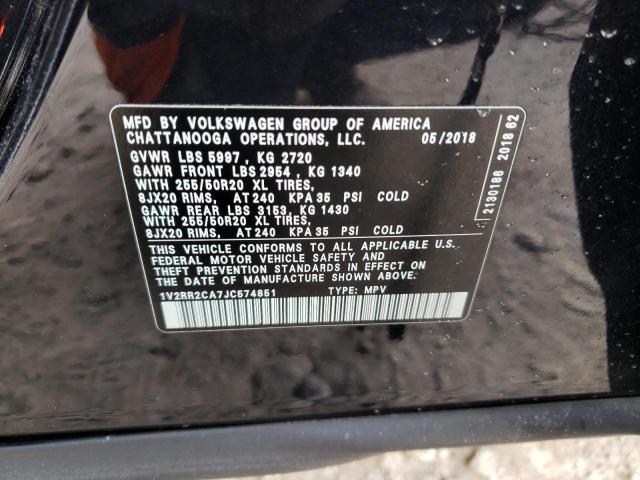 MFD BY VOLKSWAGEN GROUP OF AMERICA
CHATTANOOGA OPERATIONS, LLC. 05/2018
GVWR LBS 5997 , KG 2720
GAWR FRONT LBS 2954 , KG 1340
WITH 255/50R20 XL TIRES,
8JX20 RIMS, AT 240 KPA 35 PSI COLD
GAWR REAR LBS 3153, KG 1430
WITH 255/50R20 XL TIRES,
8JX20 RIMS, AT 240 KPA 35 PSI COLD
THIS VEHICLE CONFORMS TO ALL APPLICABLE U.S.
FEDERAL MOTOR VEHICLE SAFETY AND
THEFT PREVENTION STANDARDS IN EFFECT ON
THE DATE OF MANUFACTURE SHOWN ABOVE.
1V2RR2CA7JC574851 TYPE: MPV
2130186 2018 62